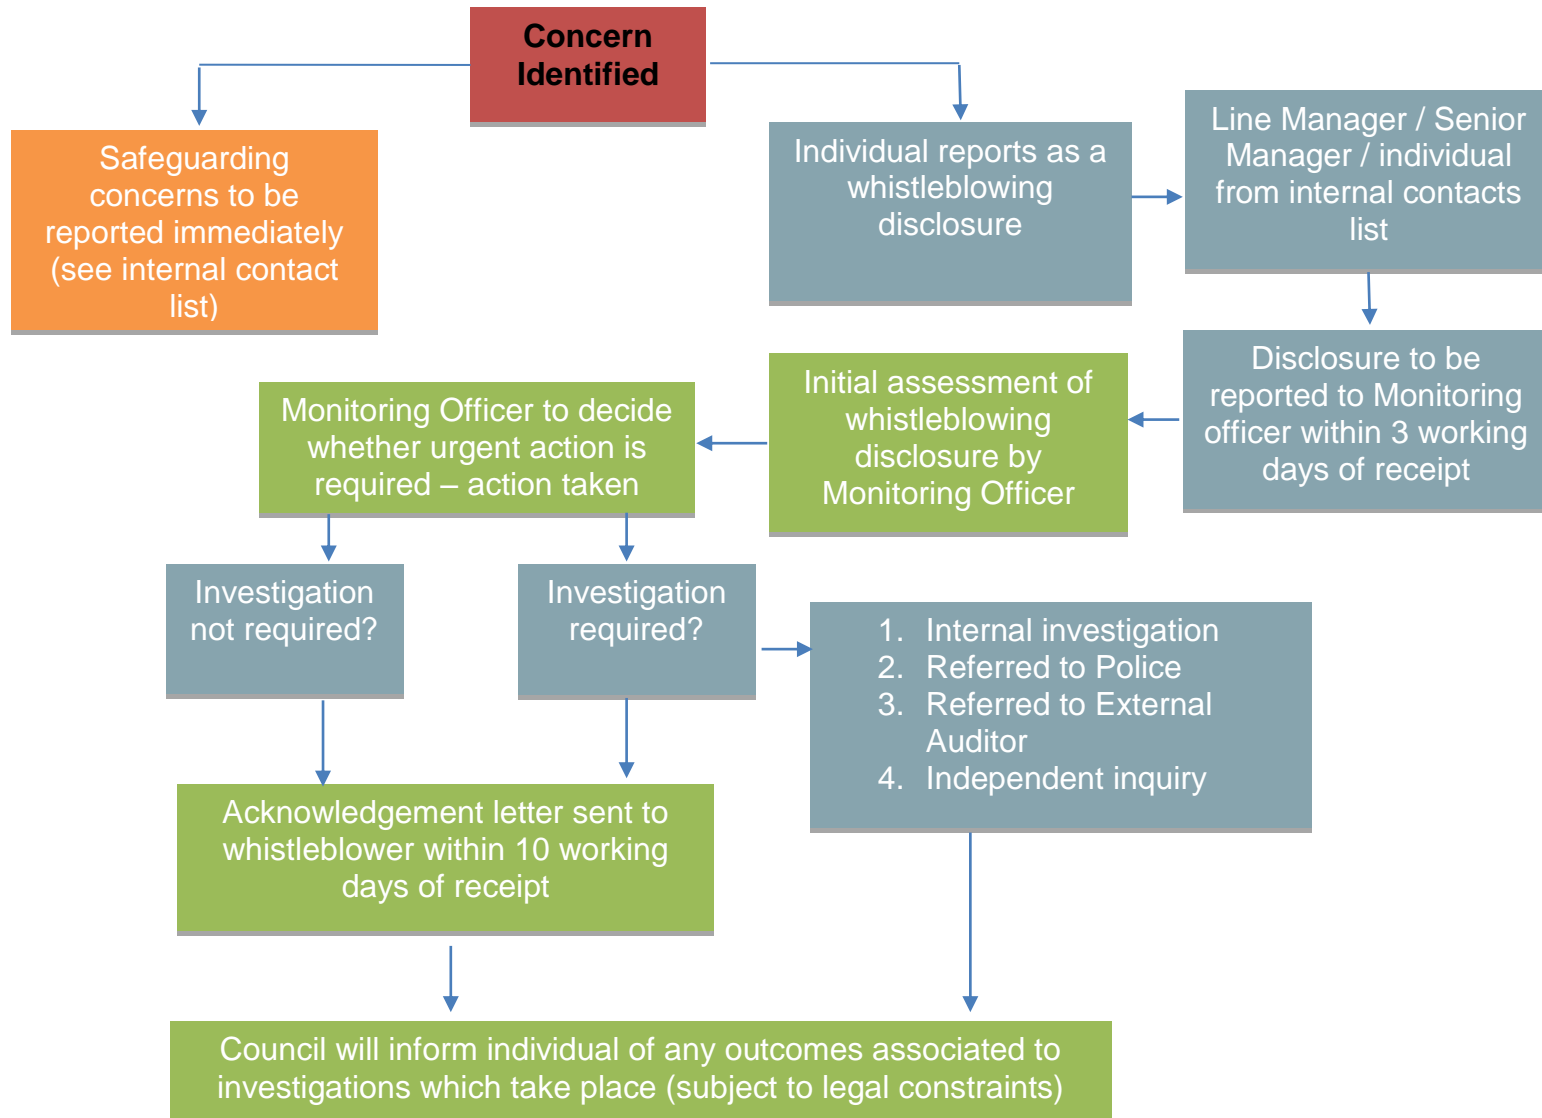 Concern
Identified
Safeguarding
concerns to be
reported immediately
(see internal contact
list)
Individual reports as a
whistleblowing
disclosure
Line Manager / Senior
Manager / individual
from internal contacts
list
Disclosure to be
reported to Monitoring
officer within 3 working
days of receipt
Initial assessment of
whistleblowing
disclosure by
Monitoring Officer
Monitoring Officer to decide
whether urgent action is
required – action taken
Investigation
not required?
Investigation
required?
1. Internal investigation
2. Referred to Police
3. Referred to External
Auditor
4. Independent inquiry
Acknowledgement letter sent to
whistleblower within 10 working
days of receipt
Council will inform individual of any outcomes associated to
investigations which take place (subject to legal constraints)